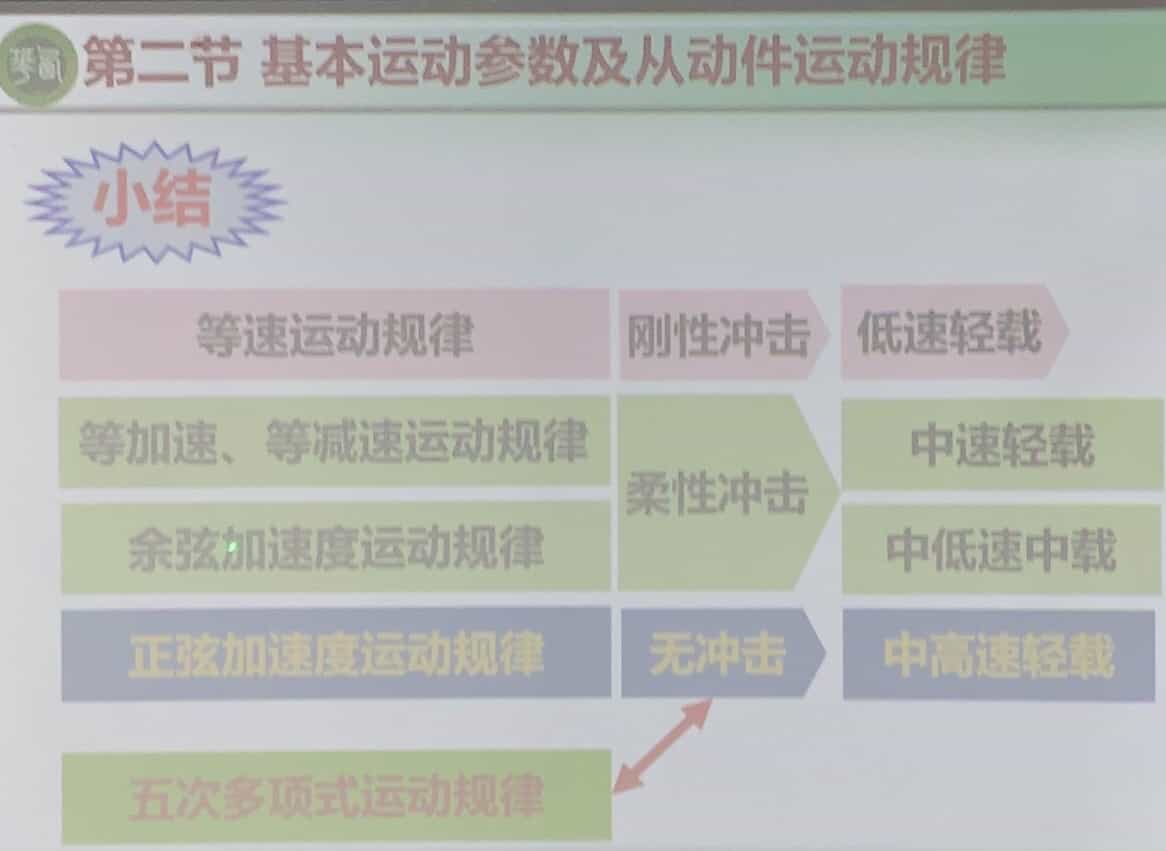 第二节 基本运动参数及从动件运动规律
小结
等速运动规律 刚性冲击 低速轻载
等加速、等减速运动规律 中速轻载
柔性冲击
余弦加速度运动规律 中低速中载
正弦加速度运动规律 无冲击 中高速轻载
五次多项式运动规律